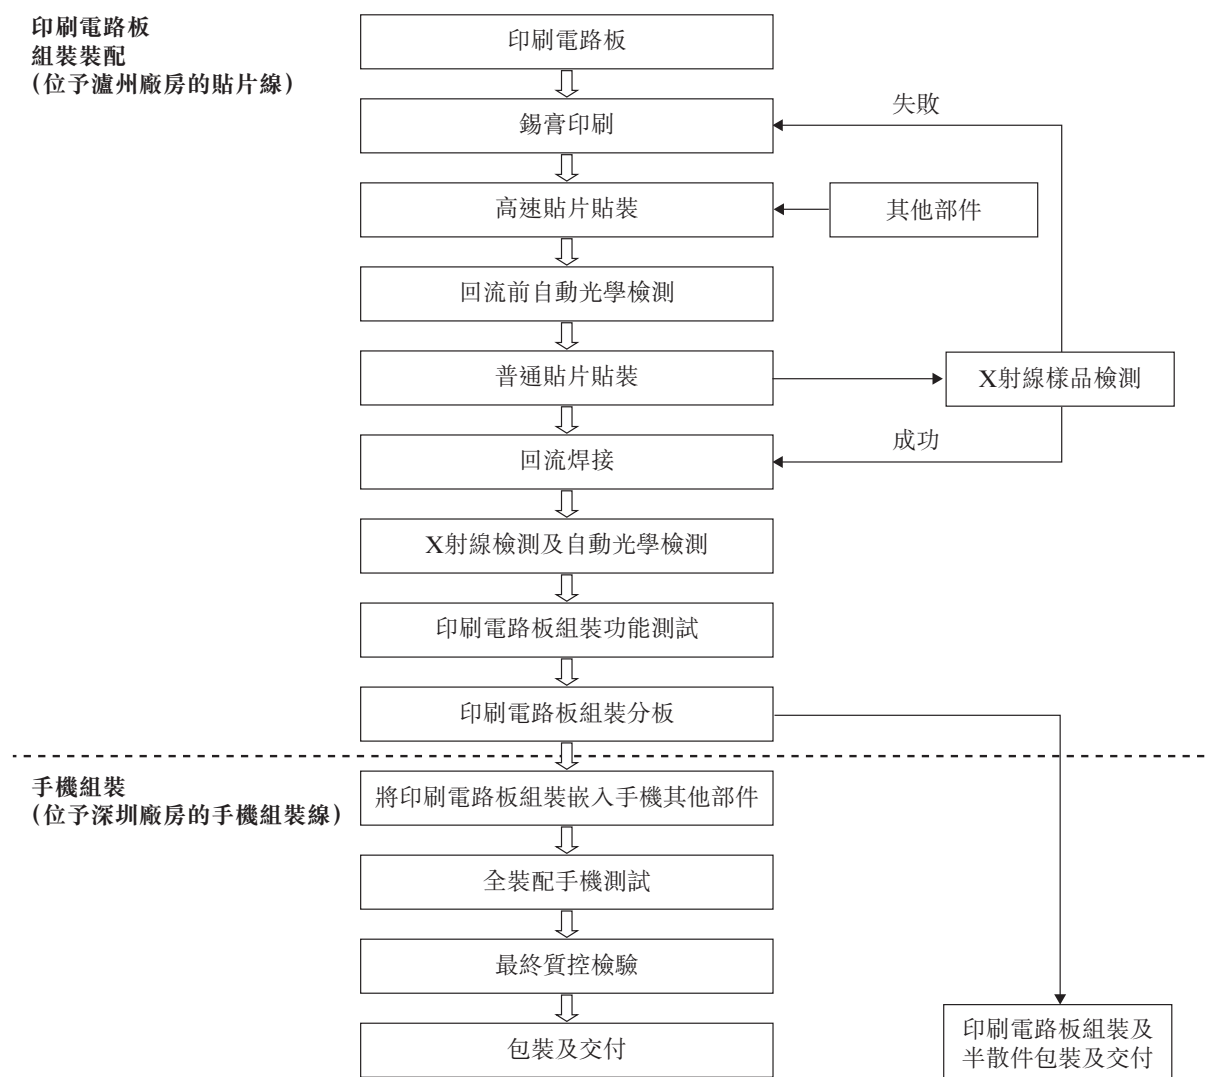 印刷電路板
組裝裝配
(位予瀘州廠房的貼片線)
印刷電路板
錫膏印刷
失敗
高速貼片貼裝
其他部件
回流前自動光學檢測
普通貼片貼裝
X射線樣品檢測
成功
回流焊接
X射線檢測及自動光學檢測
印刷電路板組裝功能測試
印刷電路板組裝分板
手機組裝
(位予深圳廠房的手機組裝線)
將印刷電路板組裝嵌入手機其他部件
全裝配手機測試
最終質控檢驗
包裝及交付
印刷電路板組裝及
半散件包裝及交付